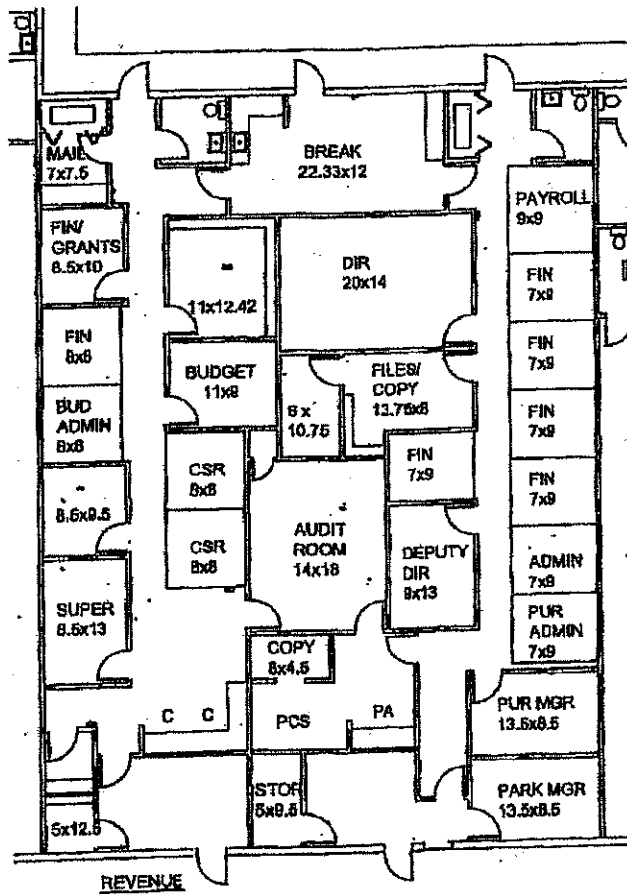 MAIL
7x7.5
BREAK
22.33x12
PAYROLL
9x9
FIN/
GRANTS
8.5x10
11x12.42
DIR
20x14
FIN
7x9
FIN
8x8
BUDGET
11x9
6 x
10.75
FILES/
COPY
13.75x8
FIN
7x9
BUD
ADMIN
8x8
CSR
8x8
FIN
7x9
FIN
7x9
8.5x9.5
CSR
8x8
AUDIT
ROOM
14x18
DEPUTY
DIR
9x13
FIN
7x9
ADMIN
7x9
SUPER
8.5x13
COPY
8x4.5
PUR
ADMIN
7x9
C C
PCS
PA
PUR MGR
13.5x8.5
5x12.5
STOR
5x9.5
PARK MGR
13.5x8.5
REVENUE